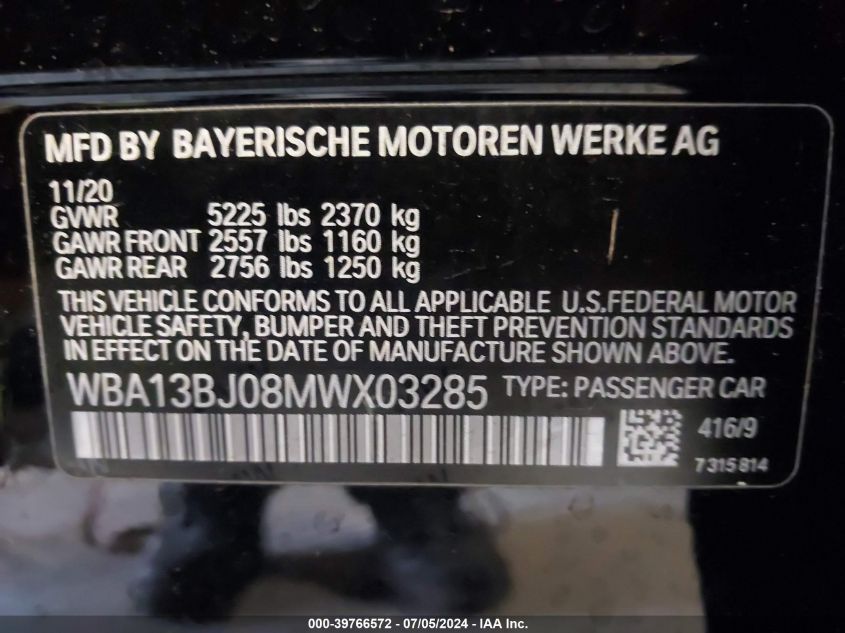 MFD BY BAYERISCHE MOTOREN WERKE AG
11/20
GVWR 5225 lbs 2370 kg
GAWR FRONT 2557 lbs 1160 kg
GAWR REAR 2756 lbs 1250 kg
THIS VEHICLE CONFORMS TO ALL APPLICABLE U.S.FEDERAL MOTOR
VEHICLE SAFETY, BUMPER AND THEFT PREVENTION STANDARDS
IN EFFECT ON THE DATE OF MANUFACTURE SHOWN ABOVE.
WBA13BJ08MWX03285 TYPE: PASSENGER CAR
416/9
7315814
000-39766572 - 07/05/2024 - IAA Inc.